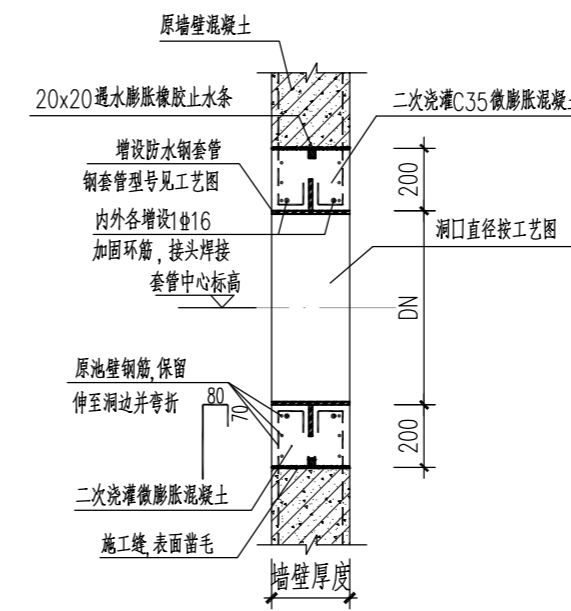 原墙壁混凝土
20x20遇水膨胀橡胶止水条
二次浇灌C35微膨胀混凝土
增设防水钢套管
钢套管型号见工艺图
200
内外各增设1Φ16
加固环筋，接头焊接
洞口直径按工艺图
套管中心标高
DN
原池壁钢筋,保留
伸至洞边并弯折
80
70
200
二次浇灌微膨胀混凝土
施工缝,表面凿毛
墙壁厚度